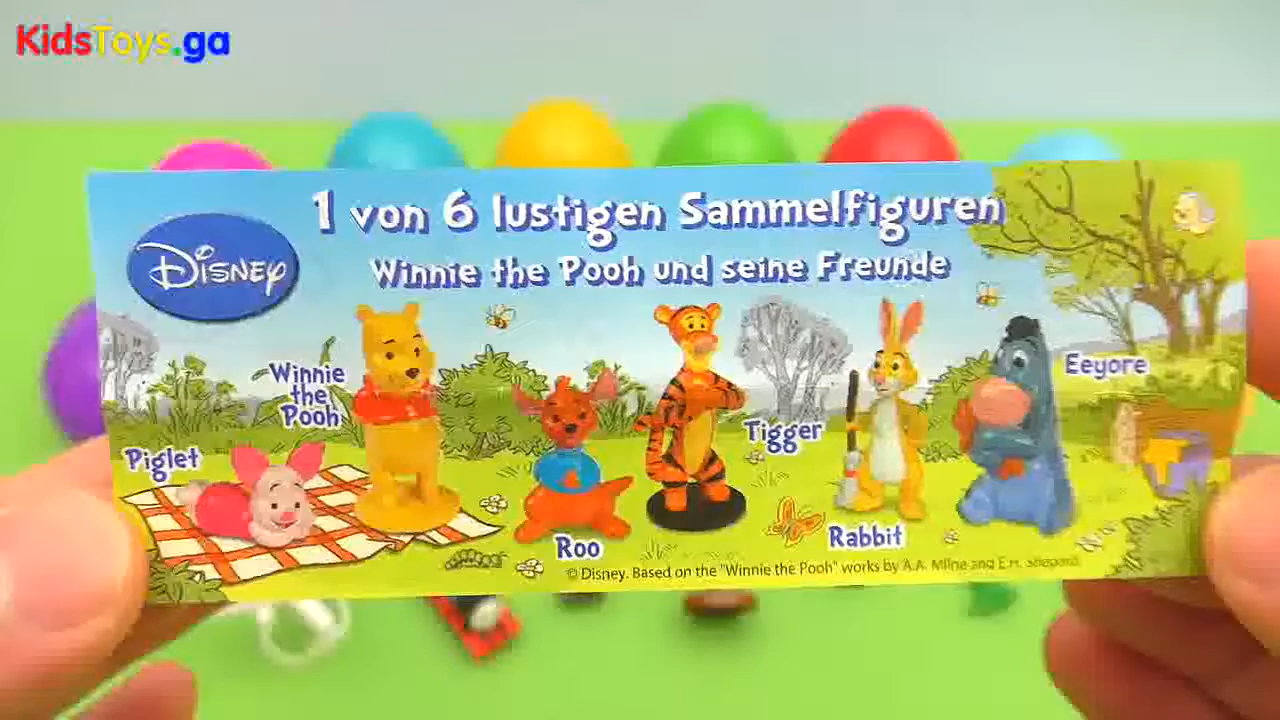 KidsToys.ga
1 von 6 lustigen Sammelfiguren
Disney
Winnie the Pooh und seine Freunde
Winnie
the
Pooh
Piglet
Roo
Tigger
Rabbit
Eeyore
© Disney. Based on the "Winnie the Pooh" works by A.A. Milne and E.H. Shepard.